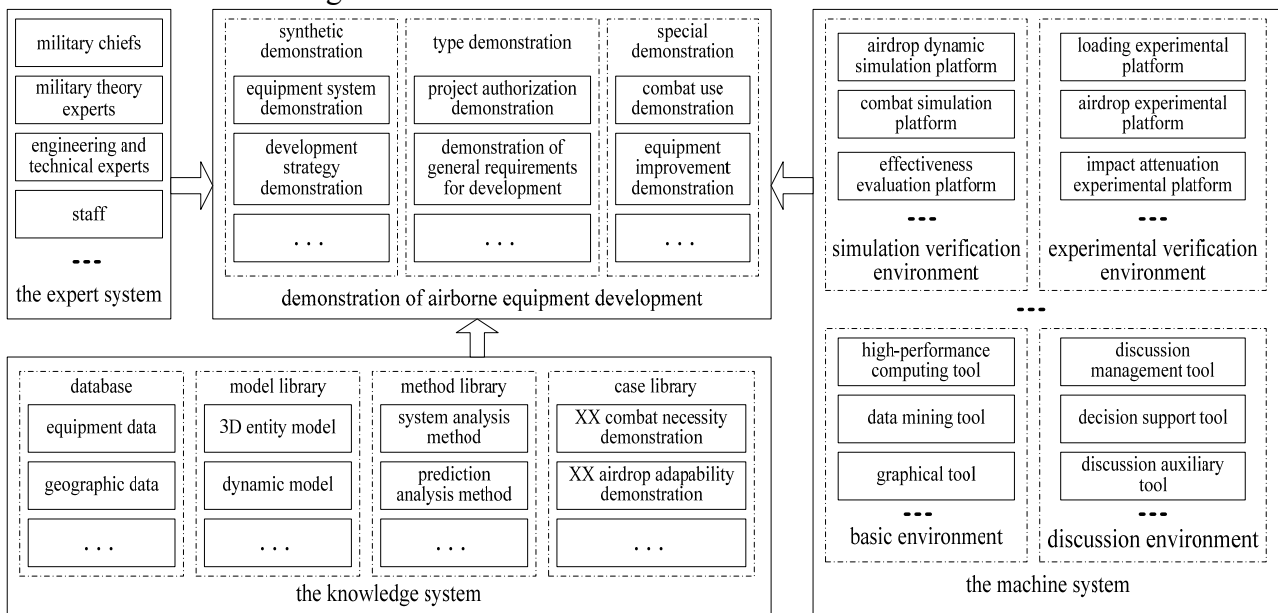 military chiefs
military theory
experts
engineering and
technical experts
staff
...
the expert system
synthetic
demonstration
equipment system
demonstration
development
strategy
demonstration
. . .
type demonstration
project authorization
demonstration
demonstration of
general requirements
for development
. . .
special
demonstration
combat use
demonstration
equipment
improvement
demonstration
. . .
demonstration of airborne equipment development
airdrop dynamic
simulation platform
combat simulation
platform
effectiveness
evaluation platform
...
simulation verification
environment
loading experimental
platform
airdrop experimental
platform
impact attenuation
experimental platform
...
experimental verification
environment
...
high-performance
computing tool
data mining tool
graphical tool
...
basic environment
discussion
management tool
decision support tool
discussion auxiliary
tool
...
discussion environment
the machine system
database
equipment data
geographic data
. . .
model library
3D entity model
dynamic model
. . .
method library
system analysis
method
prediction
analysis method
. . .
case library
XX combat necessity
demonstration
XX airdrop adapability
demonstration
. . .
the knowledge system